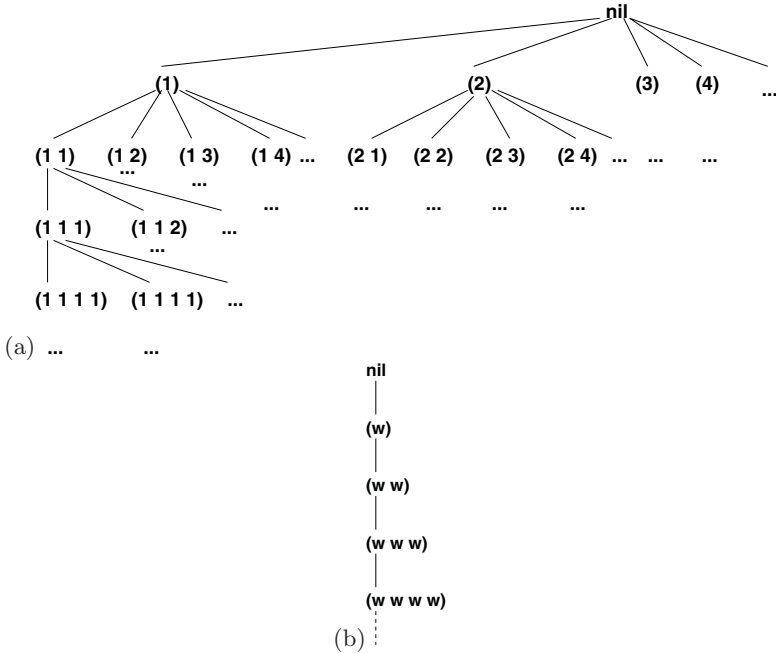 nil
(1) (2) (3) (4) ...
(1 1) (1 2) (1 3) (1 4) ... (2 1) (2 2) (2 3) (2 4) ... ... ...
... ...
... ... ... ... ...
(1 1 1) (1 1 2) ...
...
(1 1 1 1) (1 1 1 1) ...
(a) ... ...
nil
(w)
(w w)
(w w w)
(w w w w)
(b)